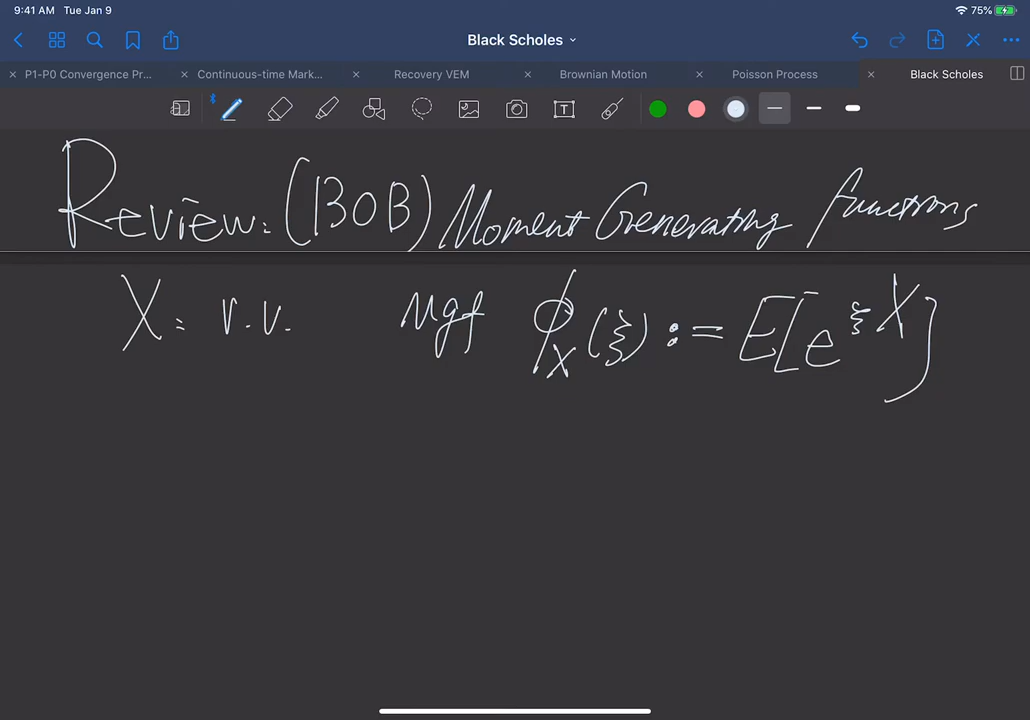 9:41 AM Tue Jan 9 75%
Black Scholes
P1-P0 Convergence Pr... Continuous-time Mark... Recovery VEM Brownian Motion Poisson Process Black Scholes
Review: (130B) Moment Generating functions
X: r.v. Mgf ϕ_X(ξ) := E[e^{ξX}]